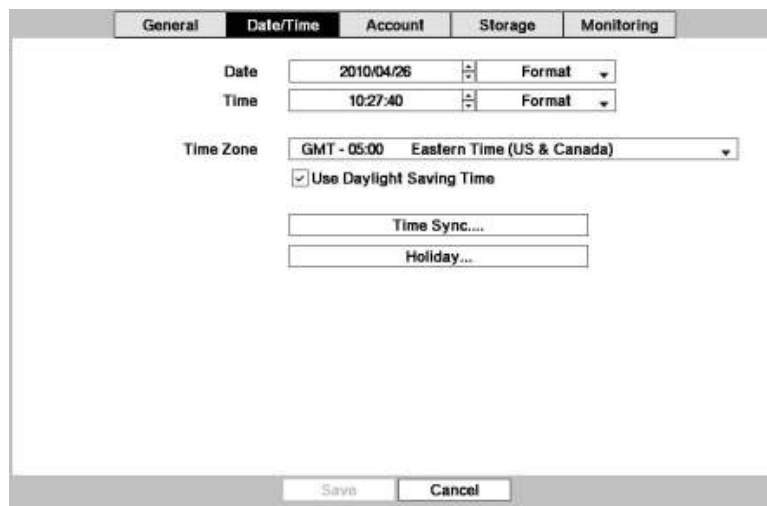 General Date/Time Account Storage Monitoring
Date 2010/04/26 Format
Time 10:27:40 Format
Time Zone GMT - 05:00 Eastern Time (US & Canada)
Use Daylight Saving Time
Time Sync....
Holiday...
Save Cancel